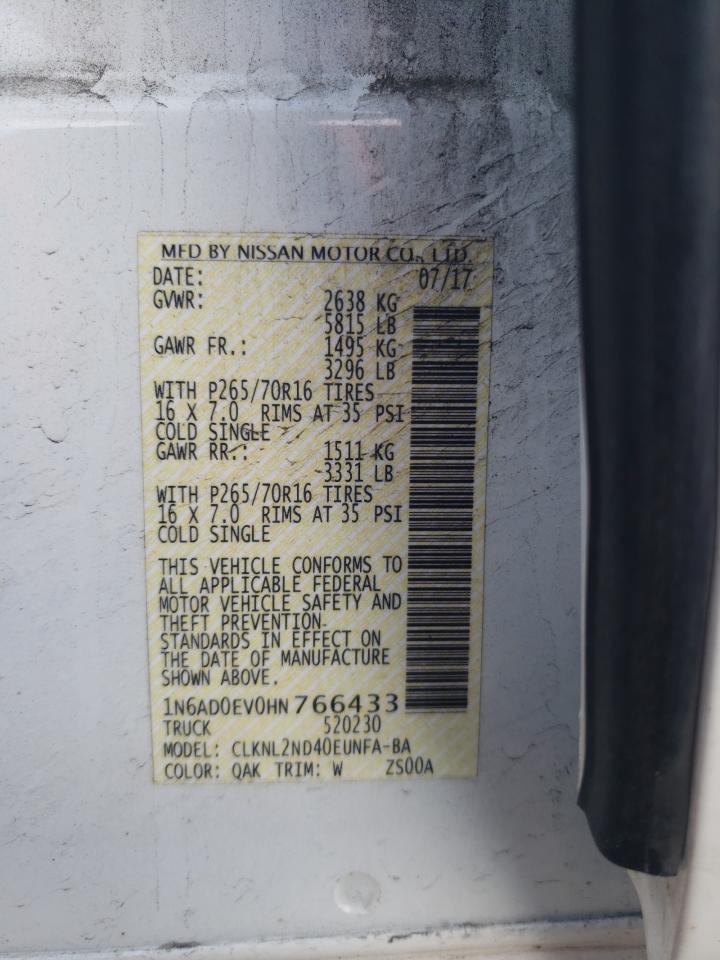 MFD BY NISSAN MOTOR CO., LTD.
DATE: 07/17
GVWR: 2638 KG
5815 LB
GAWR FR.: 1495 KG
3296 LB
WITH P265/70R16 TIRES
16 X 7.0 RIMS AT 35 PSI
COLD SINGLE
GAWR RR.: 1511 KG
3331 LB
WITH P265/70R16 TIRES
16 X 7.0 RIMS AT 35 PSI
COLD SINGLE
THIS VEHICLE CONFORMS TO
ALL APPLICABLE FEDERAL
MOTOR VEHICLE SAFETY AND
THEFT PREVENTION
STANDARDS IN EFFECT ON
THE DATE OF MANUFACTURE
SHOWN ABOVE.
1N6AD0EV0HN766433
TRUCK 520230
MODEL: CLKNL2ND40EUNFA-BA
COLOR: QAK TRIM: W ZS00A